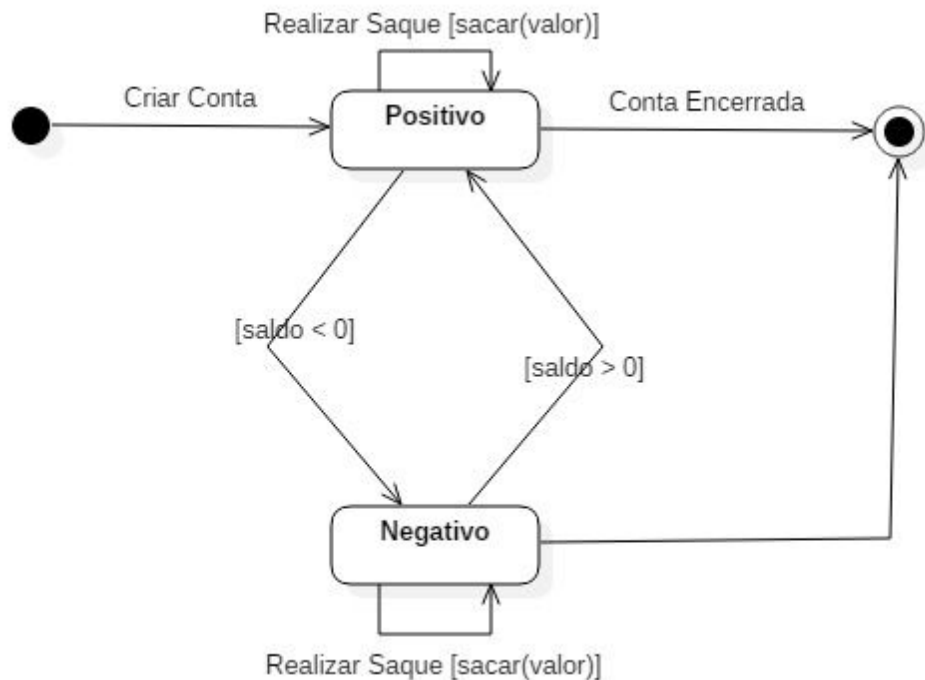 Realizar Saque [sacar(valor)]
Criar Conta
Positivo
Conta Encerrada
[saldo < 0]
[saldo > 0]
Negativo
Realizar Saque [sacar(valor)]